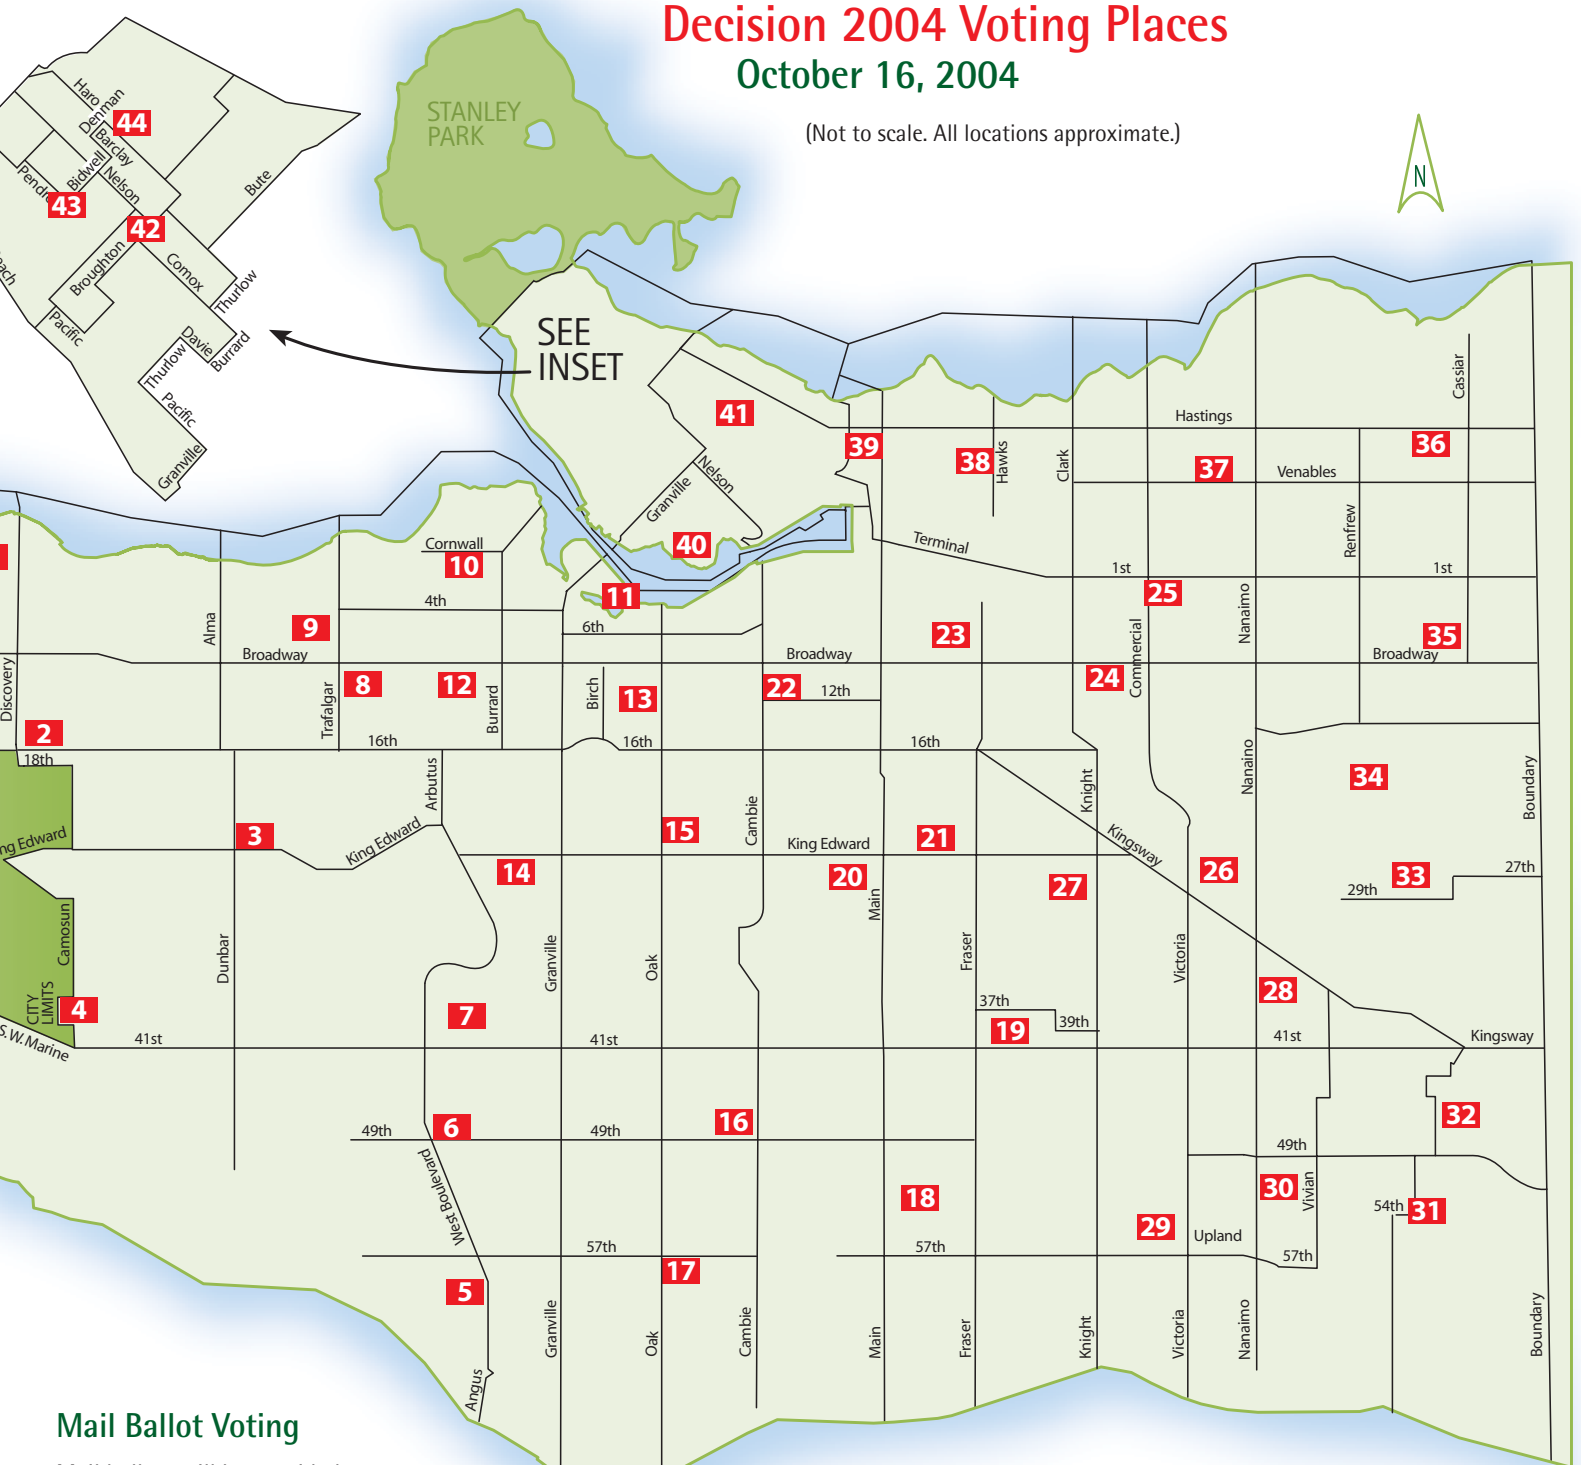 Decision 2004 Voting Places
October 16, 2004
(Not to scale. All locations approximate.)
N
STANLEY
PARK
SEE
INSET
Haro
Denman
44
Barclay
Bidwell
Nelson
43
42
Bute
Broughton
Comox
Thurlow
Pacific
Davie
Burrard
Thurlow
Pacific
Granville
41
39
38
Hawks
Clark
Hastings
37
Venables
36
Cassiar
Nelson
Granville
40
Terminal
Renfrew
Cornwall
10
11
1st
1st
25
4th
6th
Alma
9
Broadway
Broadway
23
Commercial
Nanaimo
35
Broadway
Discovery
Trafalgar
8
12
Burrard
Birch
13
22
12th
24
2
18th
16th
16th
16th
Arbutus
Cambie
Knight
Nanaino
34
Boundary
King Edward
3
King Edward
15
King Edward
21
Kingsway
14
20
Main
27
26
33
27th
29th
Camosun
CITY
LIMITS
4
S.W. Marine
Dunbar
Granville
Oak
Fraser
Victoria
28
7
37th
39th
19
41st
41st
41st
Kingsway
49th
6
49th
16
32
49th
West Boulevard
18
30
Vivian
54th
31
29
Upland
57th
57th
57th
17
5
Angus
Granville
Oak
Cambie
Main
Fraser
Knight
Victoria
Nanaimo
Boundary
Mail Ballot Voting